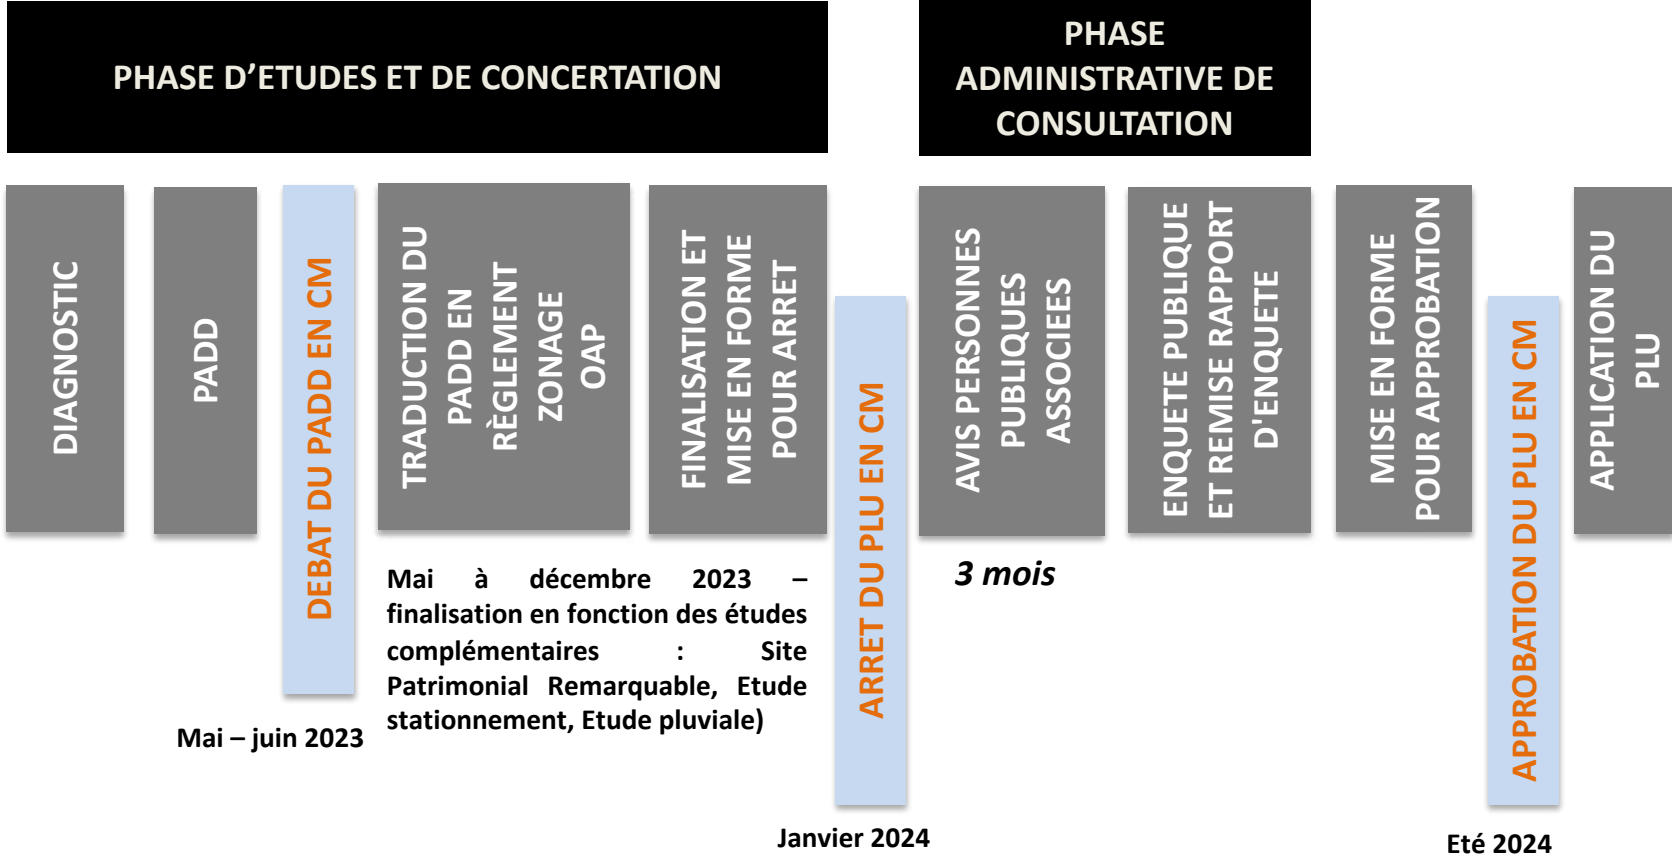 PHASE D'ETUDES ET DE CONCERTATION
PHASE
ADMINISTRATIVE DE
CONSULTATION
DIAGNOSTIC
PADD
DEBAT DU PADD EN CM
TRADUCTION DU
PADD EN
RÈGLEMENT
ZONAGE
OAP
FINALISATION ET
MISE EN FORME
POUR ARRET
ARRET DU PLU EN CM
AVIS PERSONNES
PUBLIQUES
ASSOCIEES
ENQUETE PUBLIQUE
ET REMISE RAPPORT
D'ENQUETE
MISE EN FORME
POUR APPROBATION
APPROBATION DU PLU EN CM
APPLICATION DU
PLU
Mai – juin 2023
Mai à décembre 2023 –
finalisation en fonction des études
complémentaires : Site
Patrimonial Remarquable, Etude
stationnement, Etude pluviale)
Janvier 2024
3 mois
Eté 2024